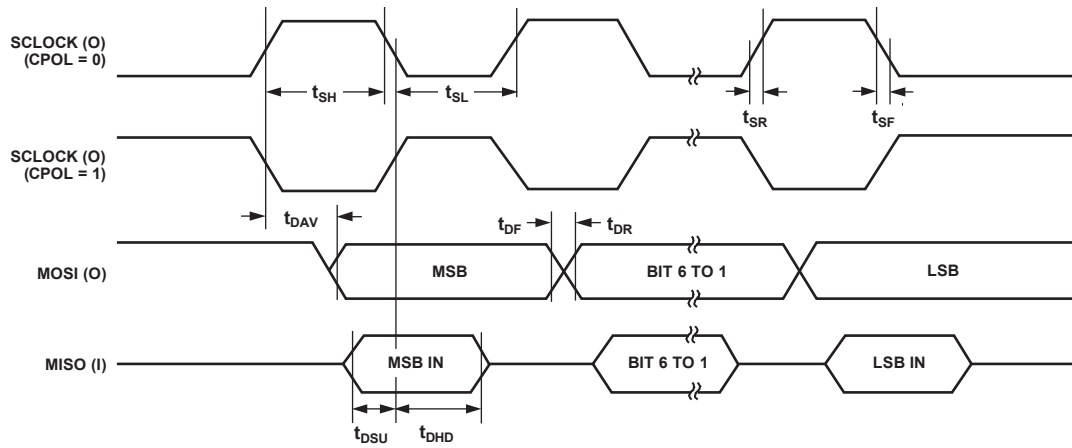 SCLOCK (O)
(CPOL = 0)
tSH
tSL
tSR
tSF
SCLOCK (O)
(CPOL = 1)
tDAV
tDF
tDR
MOSI (O)
MSB
BIT 6 TO 1
LSB
MISO (I)
MSB IN
BIT 6 TO 1
LSB IN
tDSU
tDHD